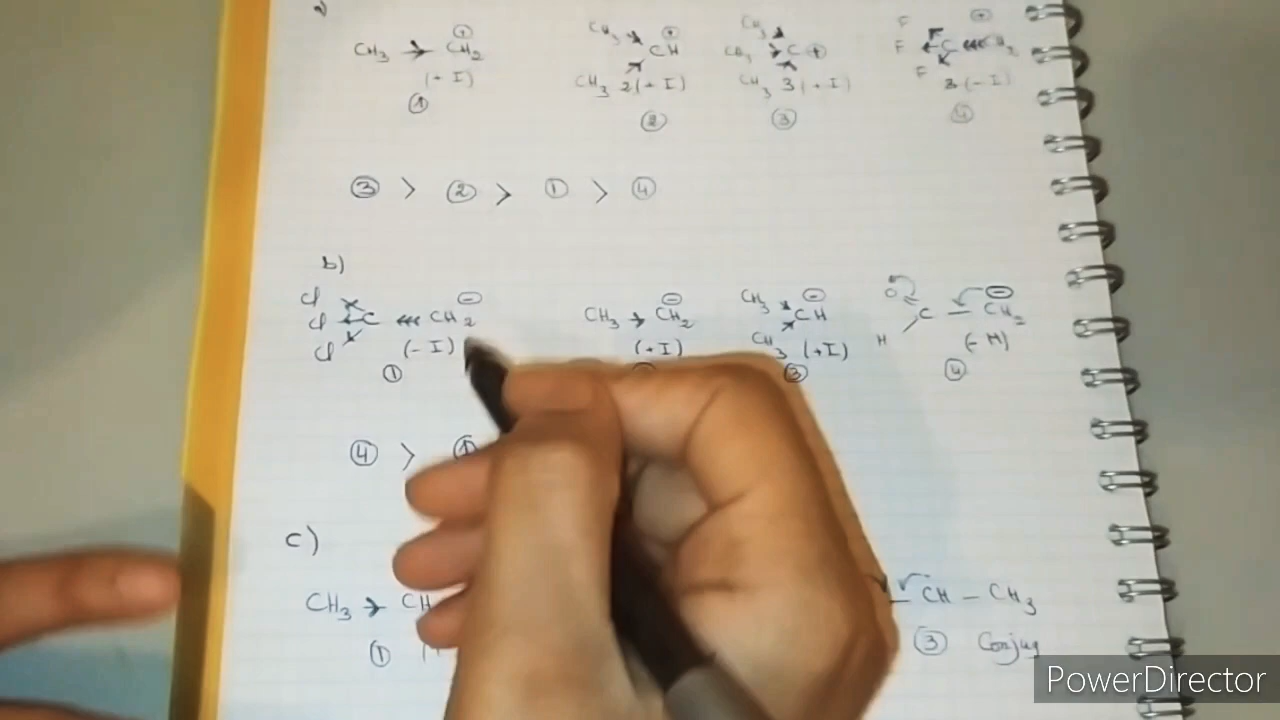 a)
CH3 → CH2 ⊕ CH3 CH3 CH ⊕ CH3 CH3 CH3 C ⊕ F F F C CH2 ⊕
(+I) 2(+I) 3(+I) 3(-I)
① ② ③ ④
③ > ② > ① > ④
b)
Cl Cl Cl C CH2 ⊖ CH3 → CH2 ⊖ CH3 CH3 CH ⊖ O H C — CH2 ⊖
(-I) (+I) (+I) (-M)
① ③ ④
④ > ①
c)
CH3 → CH CH — CH3
① ③ Conjug
PowerDirector